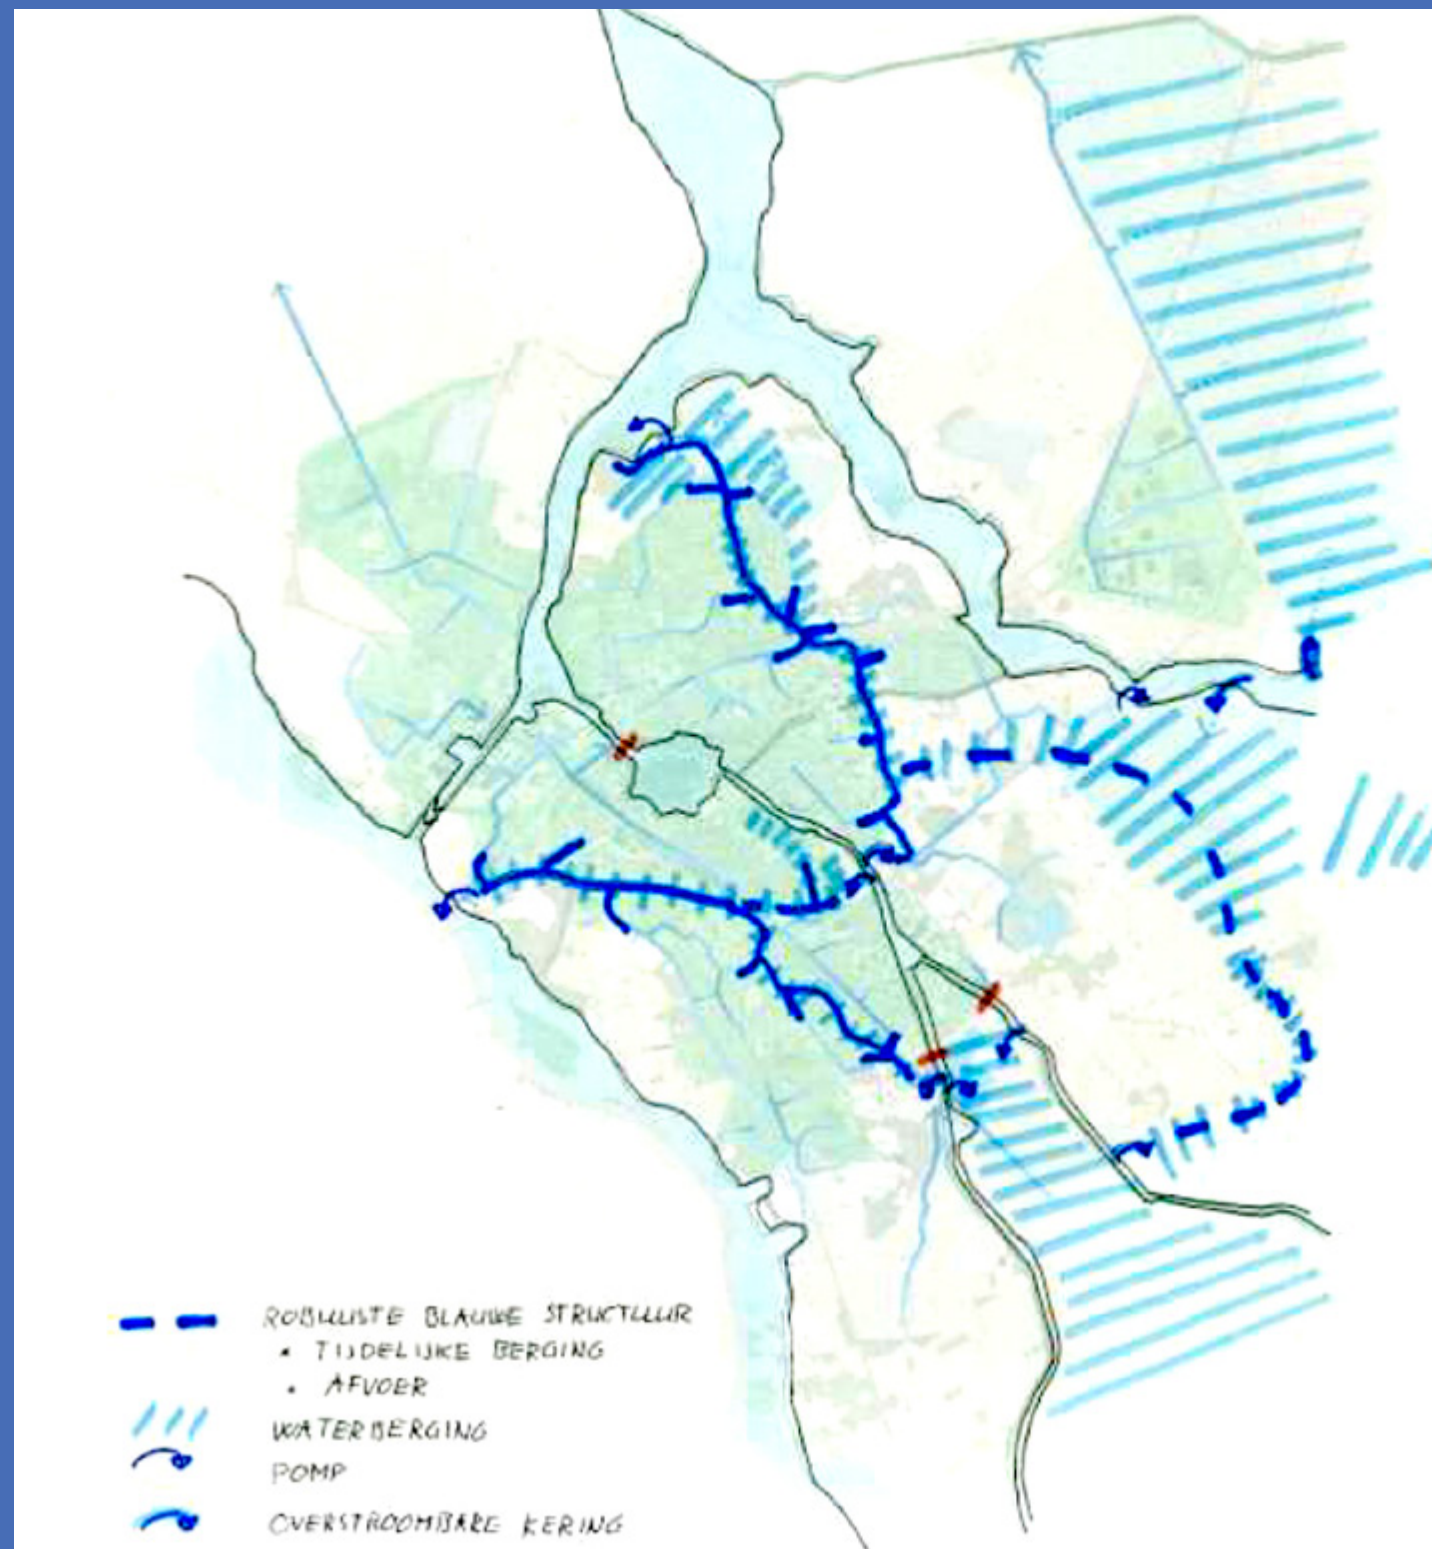 ROBUUSTE BLAUWE STRUCTUUR
• TIJDELIJKE BERGING
• AFVOER
WATERBERGING
POMP
OVERSTROOMBARE KERING